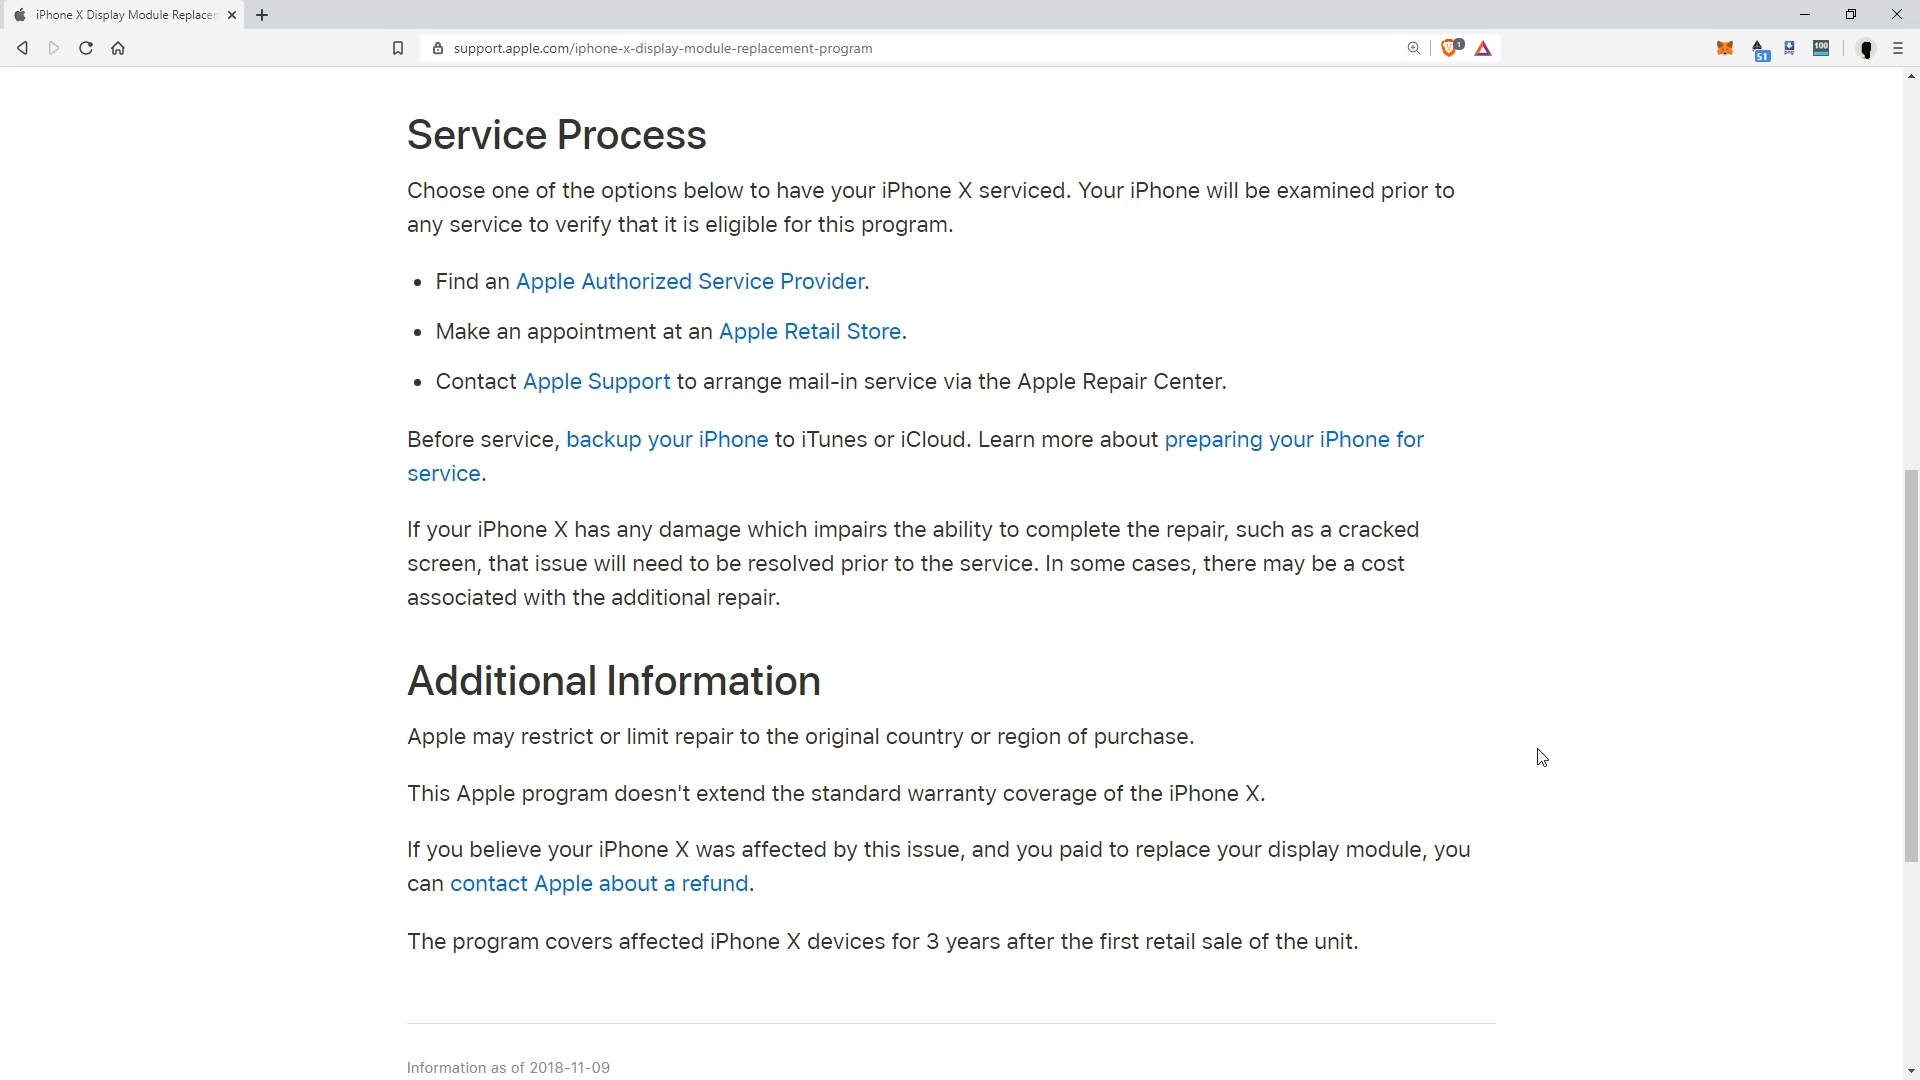 iPhone X Display Module Replacem
support.apple.com/iphone-x-display-module-replacement-program
1
51
100
Service Process
Choose one of the options below to have your iPhone X serviced. Your iPhone will be examined prior to
any service to verify that it is eligible for this program.
• Find an Apple Authorized Service Provider.
• Make an appointment at an Apple Retail Store.
• Contact Apple Support to arrange mail-in service via the Apple Repair Center.
Before service, backup your iPhone to iTunes or iCloud. Learn more about preparing your iPhone for
service.
If your iPhone X has any damage which impairs the ability to complete the repair, such as a cracked
screen, that issue will need to be resolved prior to the service. In some cases, there may be a cost
associated with the additional repair.
Additional Information
Apple may restrict or limit repair to the original country or region of purchase.
This Apple program doesn't extend the standard warranty coverage of the iPhone X.
If you believe your iPhone X was affected by this issue, and you paid to replace your display module, you
can contact Apple about a refund.
The program covers affected iPhone X devices for 3 years after the first retail sale of the unit.
Information as of 2018-11-09